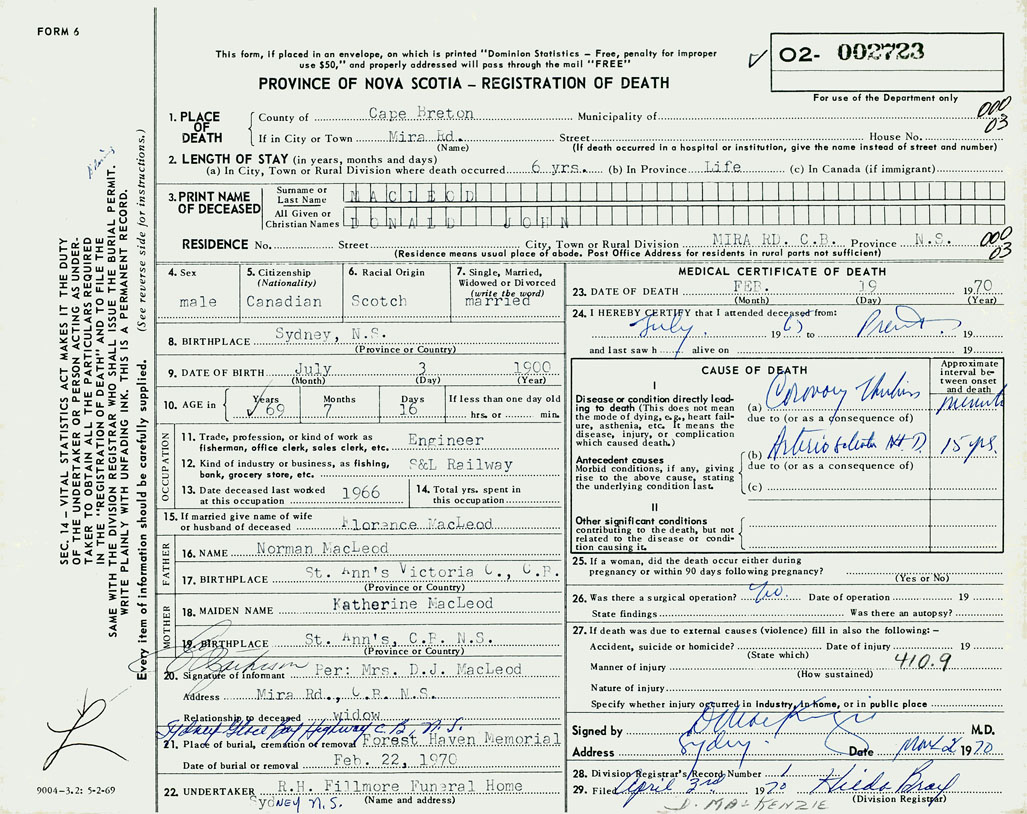 FORM 6
This form, if placed in an envelope, on which is printed "Dominion Statistics – Free, penalty for improper
use $50," and properly addressed will pass through the mail "FREE"
PROVINCE OF NOVA SCOTIA – REGISTRATION OF DEATH
✓ 02- 002723
For use of the Department only
SEC. 14 – VITAL STATISTICS ACT MAKES IT THE DUTY
OF THE UNDERTAKER OR PERSON ACTING AS UNDER-
TAKER TO OBTAIN ALL THE PARTICULARS REQUIRED
IN THE "REGISTRATION OF DEATH" AND TO FILE THE
SAME WITH THE DIVISION REGISTRAR WHO SHALL ISSUE THE BURIAL PERMIT.
WRITE PLAINLY WITH UNFADING INK. THIS IS A PERMANENT RECORD.
Every item of information should be carefully supplied. (See reverse side for instructions.)
1. PLACE OF DEATH
County of Cape Breton Municipality of 000
If in City or Town Mira Rd. Street House No. 03
(Name) (If death occurred in a hospital or institution, give the name instead of street and number)
2. LENGTH OF STAY (in years, months and days)
(a) In City, Town or Rural Division where death occurred 6 yrs. (b) In Province Life (c) In Canada (if immigrant)
3. PRINT NAME OF DECEASED
Surname or Last Name MACLEOD
All Given or Christian Names DONALD JOHN
RESIDENCE No. Street City, Town or Rural Division MIRA RD. C.B. Province N.S. 000
03
(Residence means usual place of abode. Post Office Address for residents in rural parts not sufficient)
4. Sex male
5. Citizenship (Nationality) Canadian
6. Racial Origin Scotch
7. Single, Married, Widowed or Divorced (write the word) married
8. BIRTHPLACE Sydney, N.S.
(Province or Country)
9. DATE OF BIRTH July 3 1900
(Month) (Day) (Year)
10. AGE in Years ✓ 69 Months 7 Days 16 If less than one day old hrs. or min.
OCCUPATION
11. Trade, profession, or kind of work as fisherman, office clerk, sales clerk, etc. Engineer
12. Kind of industry or business, as fishing, bank, grocery store, etc. S&L Railway
13. Date deceased last worked at this occupation 1966
14. Total yrs. spent in this occupation
15. If married give name of wife or husband of deceased Florence MacLeod
FATHER
16. NAME Norman MacLeod
17. BIRTHPLACE St. Ann's Victoria C., C.B.
(Province or Country)
MOTHER
18. MAIDEN NAME Katherine MacLeod
19. BIRTHPLACE St. Ann's, C.B. N.S.
(Province or Country)
20. Signature of informant Per: Mrs. D.J. MacLeod
Address Mira Rd., C.B. N.S.
Relationship to deceased widow
Sydney Glace Bay Highway C.B., N.S.
21. Place of burial, cremation or removal Forest Haven Memorial
Date of burial or removal Feb. 22, 1970
22. UNDERTAKER R.H. Fillmore Funeral Home
Sydney N.S. (Name and address)
9004–3.2: 5-2-69
MEDICAL CERTIFICATE OF DEATH
23. DATE OF DEATH FEB. 19 1970
(Month) (Day) (Year)
24. I HEREBY CERTIFY that I attended deceased from:
July 19 to 19
and last saw h alive on 19
CAUSE OF DEATH
Approximate interval between onset and death
I
Disease or condition directly leading to death (This does not mean the mode of dying, e.g., heart failure, asthenia, etc. It means the disease, injury, or complication which caused death.)
(a) Coronary Thrombosis minutes
due to (or as a consequence of)
Antecedent causes
Morbid conditions, if any, giving rise to the above cause, stating the underlying condition last.
(b) Arteriosclerotic Ht. D. 15 yrs.
due to (or as a consequence of)
(c)
II
Other significant conditions
contributing to the death, but not related to the disease or condition causing it.
25. If a woman, did the death occur either during
pregnancy or within 90 days following pregnancy?
(Yes or No)
26. Was there a surgical operation? No. Date of operation 19
State findings Was there an autopsy?
27. If death was due to external causes (violence) fill in also the following: –
Accident, suicide or homicide? Date of injury 19
(State which) 410.9
Manner of injury
(How sustained)
Nature of injury
Specify whether injury occurred in industry, in home, or in public place
Signed by D MacKenzie M.D.
Address Sydney. Date Mar 2 1970
28. Division Registrar's Record Number 1
29. Filed April 3rd 1970 Hilda Bray
(Division Registrar)
D. MACKENZIE